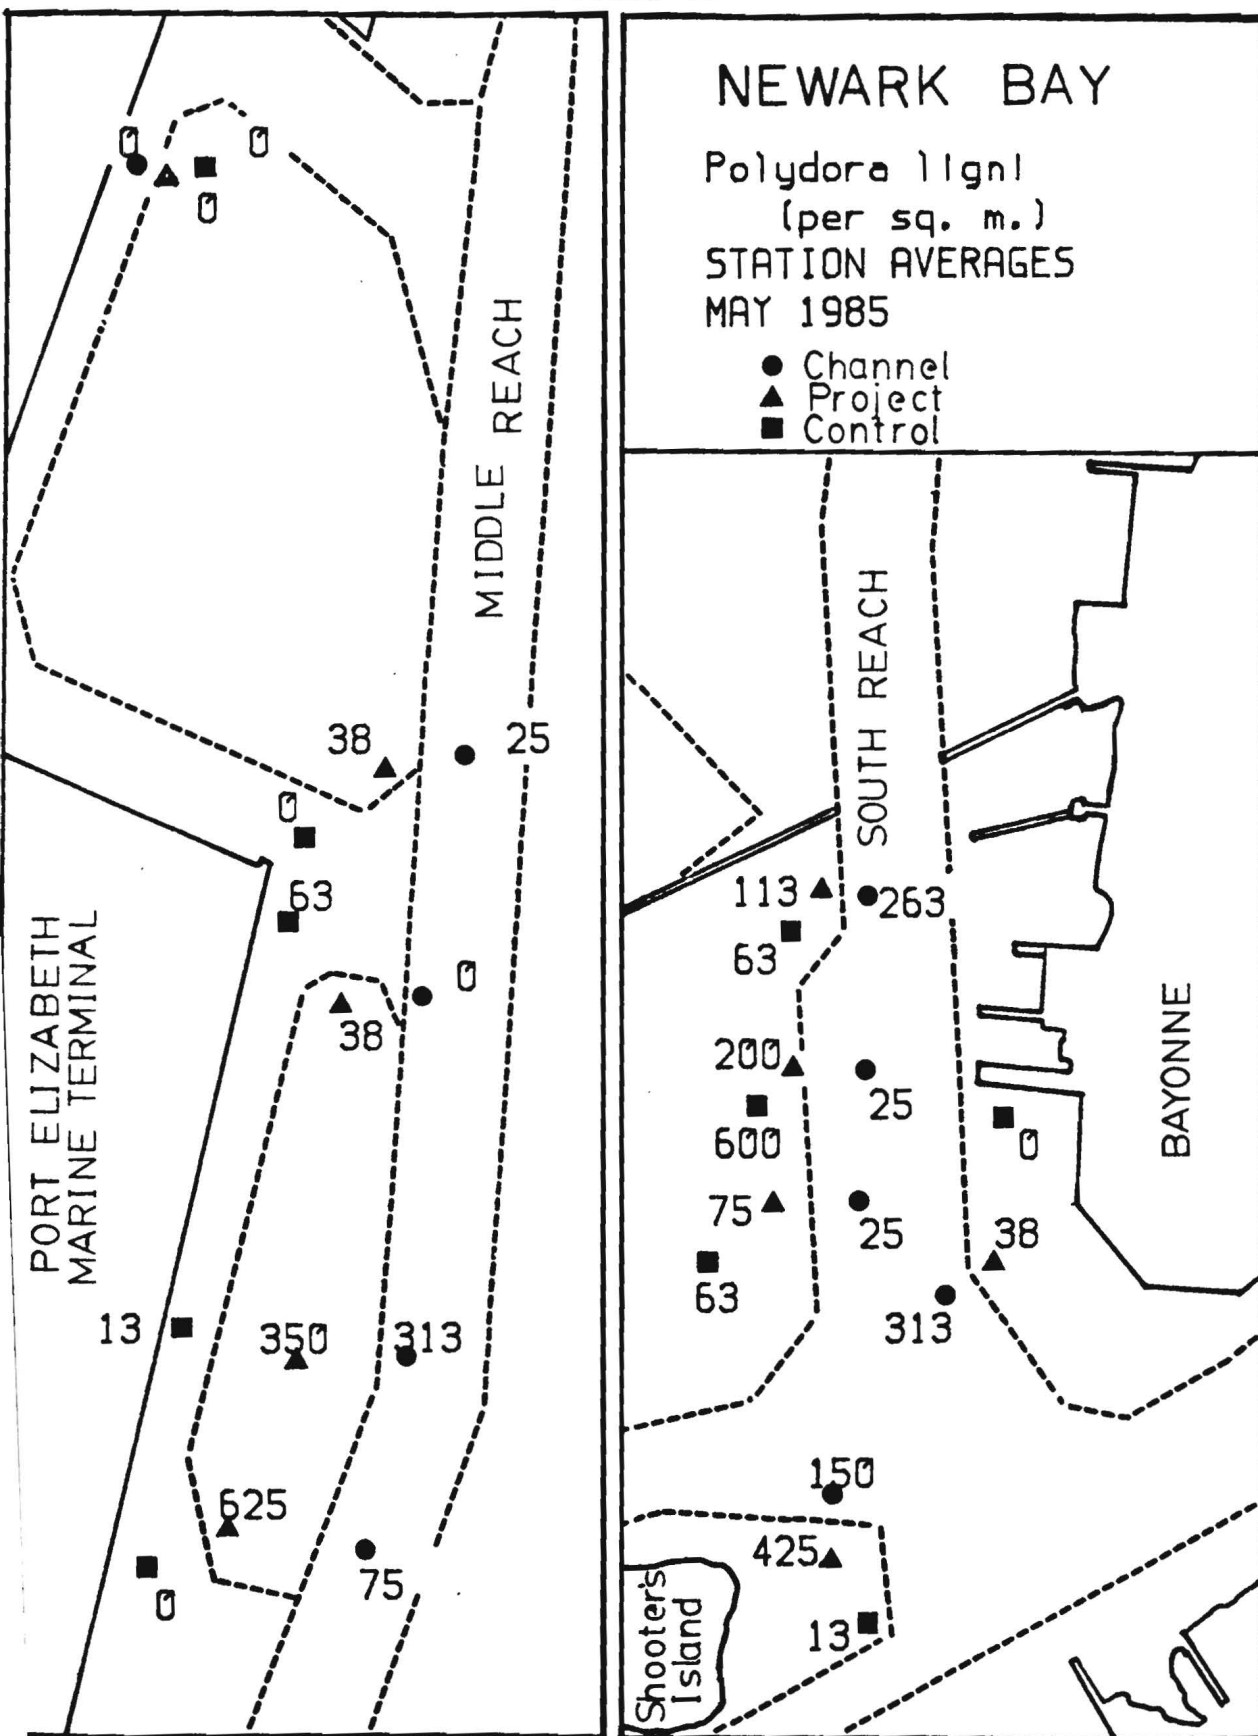 NEWARK BAY
Polydora ligni
(per sq. m.)
STATION AVERAGES
MAY 1985
Channel
Project
Control
0
0
0
MIDDLE REACH
38
25
0
63
0
38
PORT ELIZABETH
MARINE TERMINAL
13
350
313
625
75
0
SOUTH REACH
113
263
63
200
25
600
0
BAYONNE
75
25
38
63
313
150
425
13
Shooter's
Island